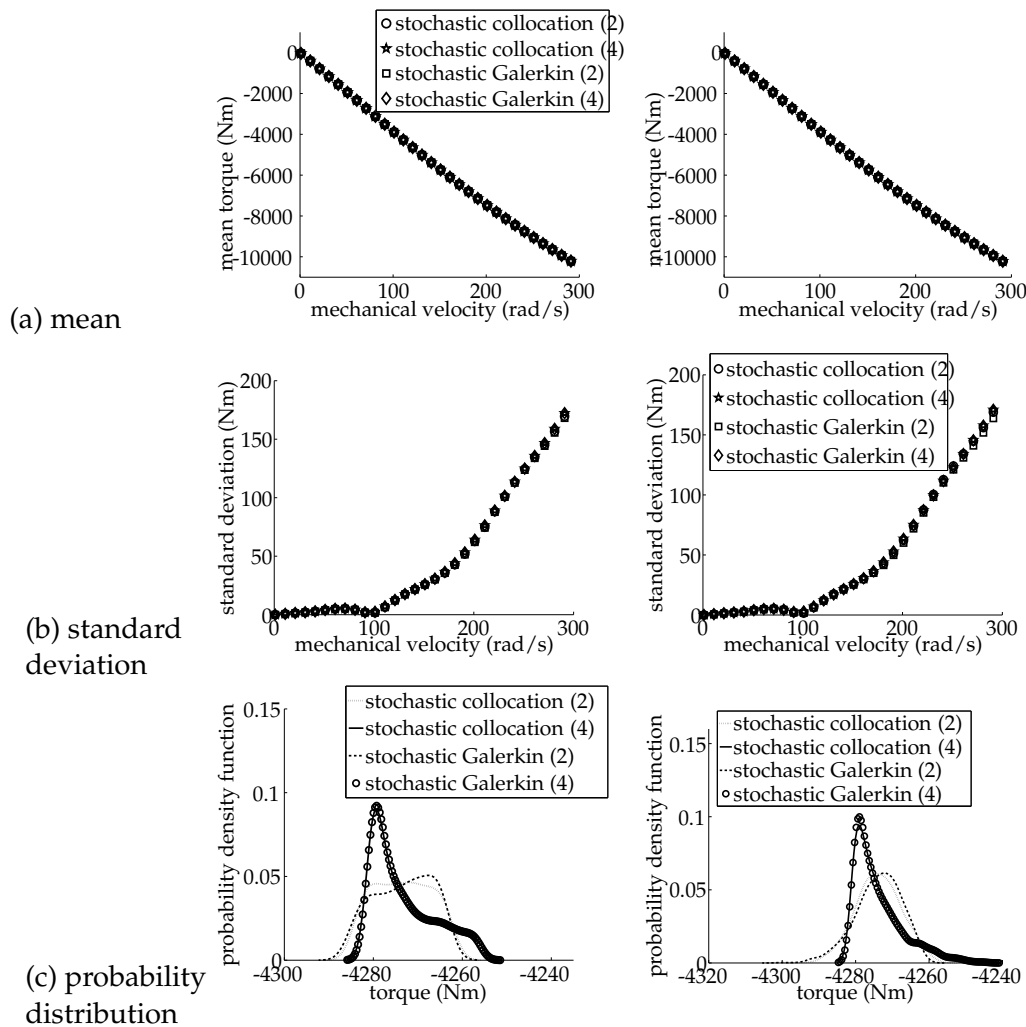 stochastic collocation (2)
stochastic collocation (4)
stochastic Galerkin (2)
stochastic Galerkin (4)
0
-2000
-4000
-6000
-8000
-10000
mean torque (Nm)
0 100 200 300
mechanical velocity (rad/s)
0
-2000
-4000
-6000
-8000
-10000
mean torque (Nm)
0 100 200 300
mechanical velocity (rad/s)
(a) mean
200
150
100
50
0
standard deviation (Nm)
0 100 200 300
mechanical velocity (rad/s)
stochastic collocation (2)
stochastic collocation (4)
stochastic Galerkin (2)
stochastic Galerkin (4)
200
150
100
50
0
standard deviation (Nm)
0 100 200 300
mechanical velocity (rad/s)
(b) standard
deviation
stochastic collocation (2)
stochastic collocation (4)
stochastic Galerkin (2)
stochastic Galerkin (4)
0.15
0.1
0.05
0
probability density function
-4300 -4280 -4260 -4240
torque (Nm)
stochastic collocation (2)
stochastic collocation (4)
stochastic Galerkin (2)
stochastic Galerkin (4)
0.15
0.1
0.05
0
probability density function
-4320 -4300 -4280 -4260 -4240
torque (Nm)
(c) probability
distribution